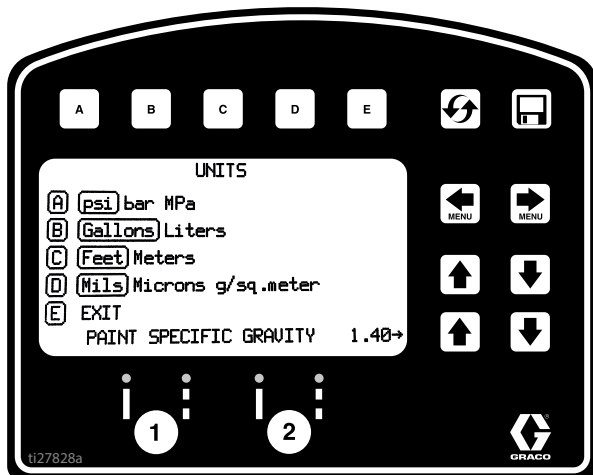 A B C D E
UNITS
A psi bar MPa
B Gallons Liters
C Feet Meters
D Mils Microns g/sq.meter
E EXIT
PAINT SPECIFIC GRAVITY 1.40→
MENU MENU
1 2
ti27828a
GRACO